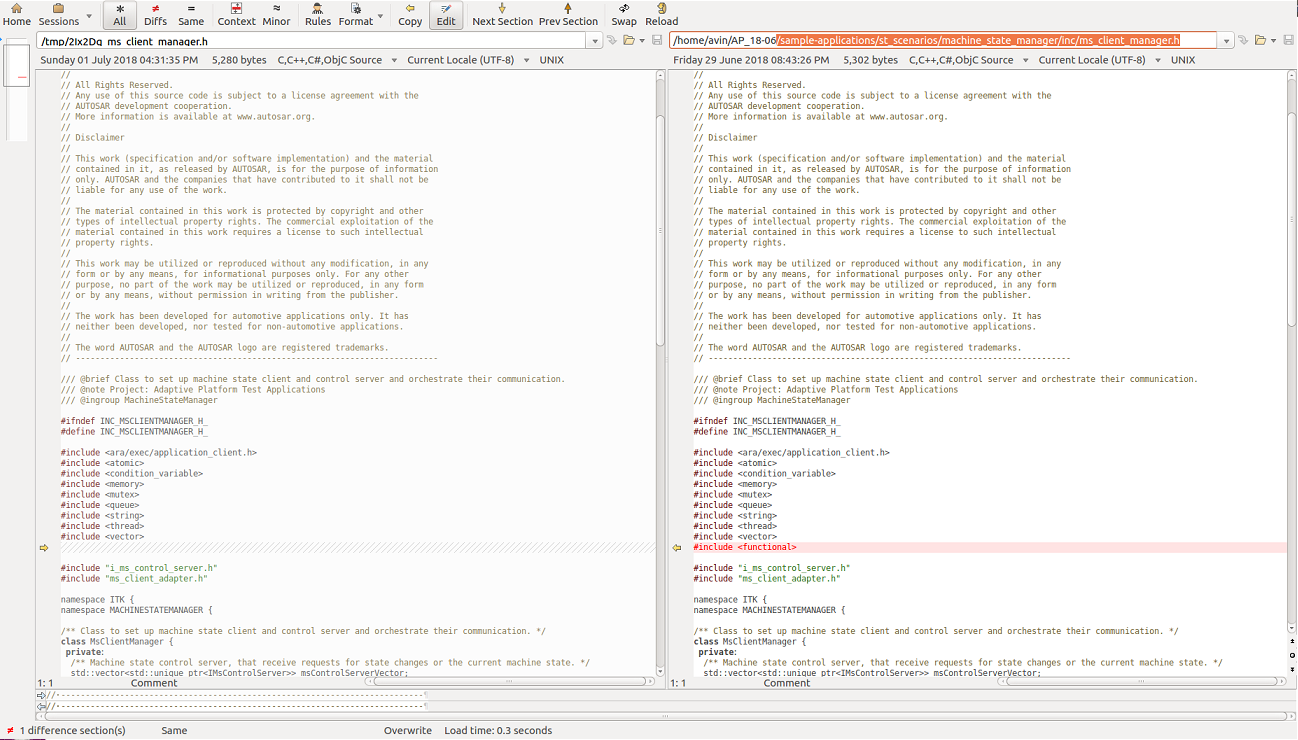 Home Sessions All Diffs Same Context Minor Rules Format Copy Edit Next Section Prev Section Swap Reload
/tmp/2Ix2Dq_ms_client_manager.h
Sunday 01 July 2018 04:31:35 PM 5,280 bytes C,C++,C#,ObjC Source Current Locale (UTF-8) UNIX
//
// All Rights Reserved.
// Any use of this source code is subject to a license agreement with the
// AUTOSAR development cooperation.
// More information is available at www.autosar.org.
//
// Disclaimer
//
// This work (specification and/or software implementation) and the material
// contained in it, as released by AUTOSAR, is for the purpose of information
// only. AUTOSAR and the companies that have contributed to it shall not be
// liable for any use of the work.
//
// The material contained in this work is protected by copyright and other
// types of intellectual property rights. The commercial exploitation of the
// material contained in this work requires a license to such intellectual
// property rights.
//
// This work may be utilized or reproduced without any modification, in any
// form or by any means, for informational purposes only. For any other
// purpose, no part of the work may be utilized or reproduced, in any form
// or by any means, without permission in writing from the publisher.
//
// The work has been developed for automotive applications only. It has
// neither been developed, nor tested for non-automotive applications.
//
// The word AUTOSAR and the AUTOSAR logo are registered trademarks.
// --------------------------------------------------------------------------
/// @brief Class to set up machine state client and control server and orchestrate their communication.
/// @note Project: Adaptive Platform Test Applications
/// @ingroup MachineStateManager
#ifndef INC_MSCLIENTMANAGER_H_
#define INC_MSCLIENTMANAGER_H_
#include <ara/exec/application_client.h>
#include <atomic>
#include <condition_variable>
#include <memory>
#include <mutex>
#include <queue>
#include <string>
#include <thread>
#include <vector>
#include "i_ms_control_server.h"
#include "ms_client_adapter.h"
namespace ITK {
namespace MACHINESTATEMANAGER {
/** Class to set up machine state client and control server and orchestrate their communication. */
class MsClientManager {
private:
/** Machine state control server, that receive requests for state changes or the current machine state. */
std::vector<std::unique_ptr<IMsControlServer>> msControlServerVector;
1: 1 Comment
/home/avin/AP_18-06/sample-applications/st_scenarios/machine_state_manager/inc/ms_client_manager.h
Friday 29 June 2018 08:43:26 PM 5,302 bytes C,C++,C#,ObjC Source Current Locale (UTF-8) UNIX
//
// All Rights Reserved.
// Any use of this source code is subject to a license agreement with the
// AUTOSAR development cooperation.
// More information is available at www.autosar.org.
//
// Disclaimer
//
// This work (specification and/or software implementation) and the material
// contained in it, as released by AUTOSAR, is for the purpose of information
// only. AUTOSAR and the companies that have contributed to it shall not be
// liable for any use of the work.
//
// The material contained in this work is protected by copyright and other
// types of intellectual property rights. The commercial exploitation of the
// material contained in this work requires a license to such intellectual
// property rights.
//
// This work may be utilized or reproduced without any modification, in any
// form or by any means, for informational purposes only. For any other
// purpose, no part of the work may be utilized or reproduced, in any form
// or by any means, without permission in writing from the publisher.
//
// The work has been developed for automotive applications only. It has
// neither been developed, nor tested for non-automotive applications.
//
// The word AUTOSAR and the AUTOSAR logo are registered trademarks.
// --------------------------------------------------------------------------
/// @brief Class to set up machine state client and control server and orchestrate their communication.
/// @note Project: Adaptive Platform Test Applications
/// @ingroup MachineStateManager
#ifndef INC_MSCLIENTMANAGER_H_
#define INC_MSCLIENTMANAGER_H_
#include <ara/exec/application_client.h>
#include <atomic>
#include <condition_variable>
#include <memory>
#include <mutex>
#include <queue>
#include <string>
#include <thread>
#include <vector>
#include <functional>
#include "i_ms_control_server.h"
#include "ms_client_adapter.h"
namespace ITK {
namespace MACHINESTATEMANAGER {
/** Class to set up machine state client and control server and orchestrate their communication. */
class MsClientManager {
private:
/** Machine state control server, that receive requests for state changes or the current machine state. */
std::vector<std::unique_ptr<IMsControlServer>> msControlServerVector;
1: 1 Comment
//·--------------------------------------------------------------------------¶
//·--------------------------------------------------------------------------¶
≠ 1 difference section(s) Same Overwrite Load time: 0.3 seconds